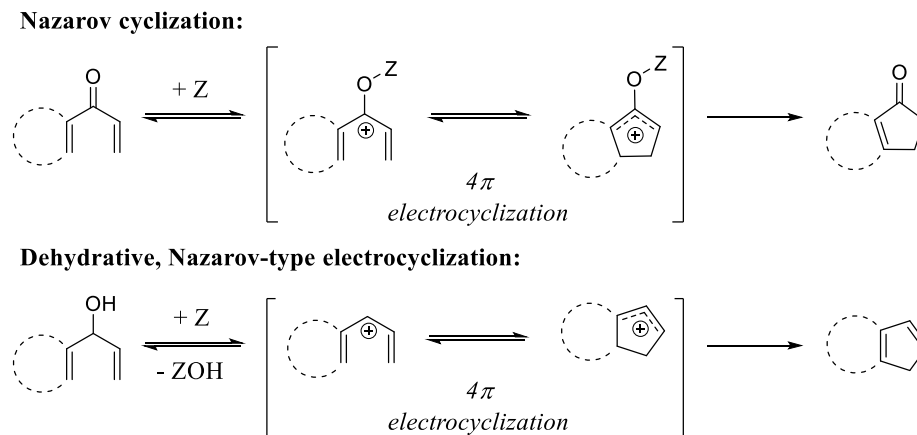 Nazarov cyclization:
O
+ Z
O
Z
+
4π
electrocyclization
O
Z
+
O
Dehydrative, Nazarov-type electrocyclization:
OH
+ Z
- ZOH
+
4π
electrocyclization
+